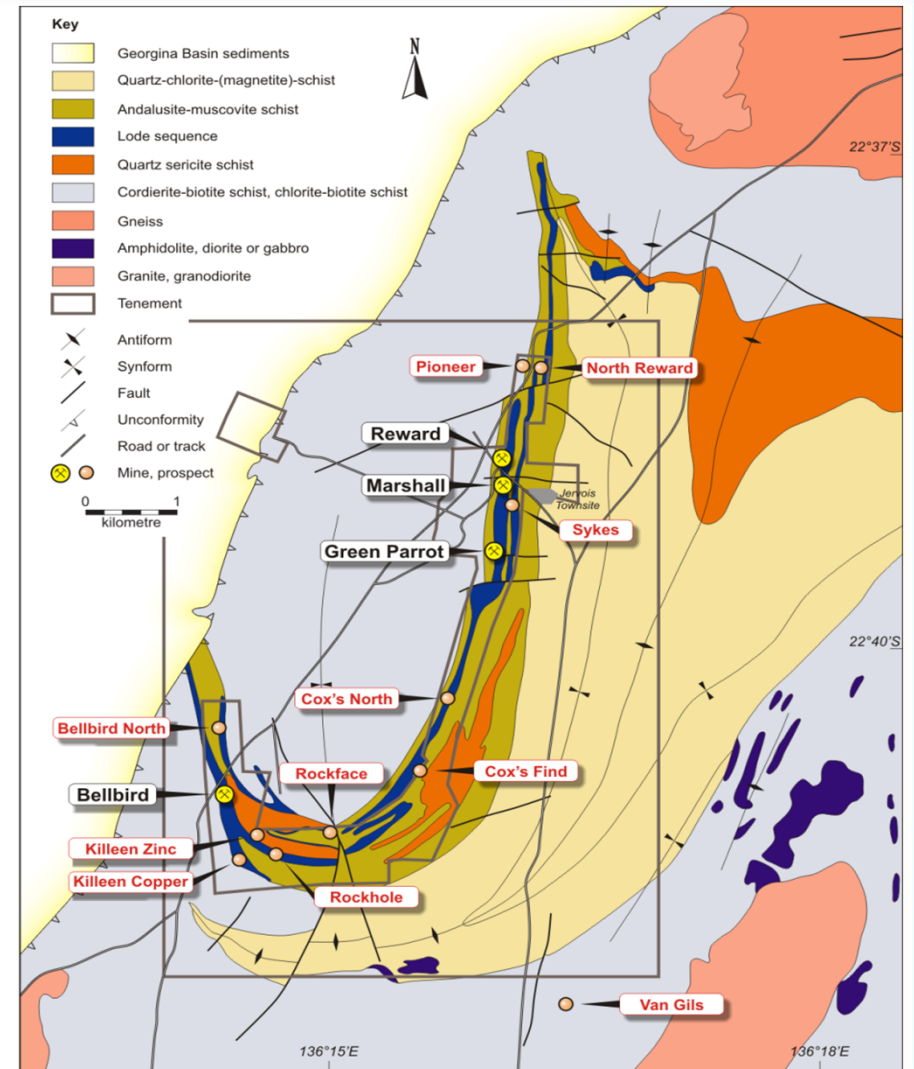 Key
Georgina Basin sediments
Quartz-chlorite-(magnetite)-schist
Andalusite-muscovite schist
Lode sequence
Quartz sericite schist
Cordierite-biotite schist, chlorite-biotite schist
Gneiss
Amphidolite, diorite or gabbro
Granite, granodiorite
Tenement
Antiform
Synform
Fault
Unconformity
Road or track
Mine, prospect
0 1
kilometre
N
22°37'S
Pioneer
North Reward
Reward
Marshall
Jervois
Townsite
Sykes
Green Parrot
22°40'S
Cox's North
Bellbird North
Rockface
Cox's Find
Bellbird
Killeen Zinc
Killeen Copper
Rockhole
Van Gils
136°15'E
136°18'E